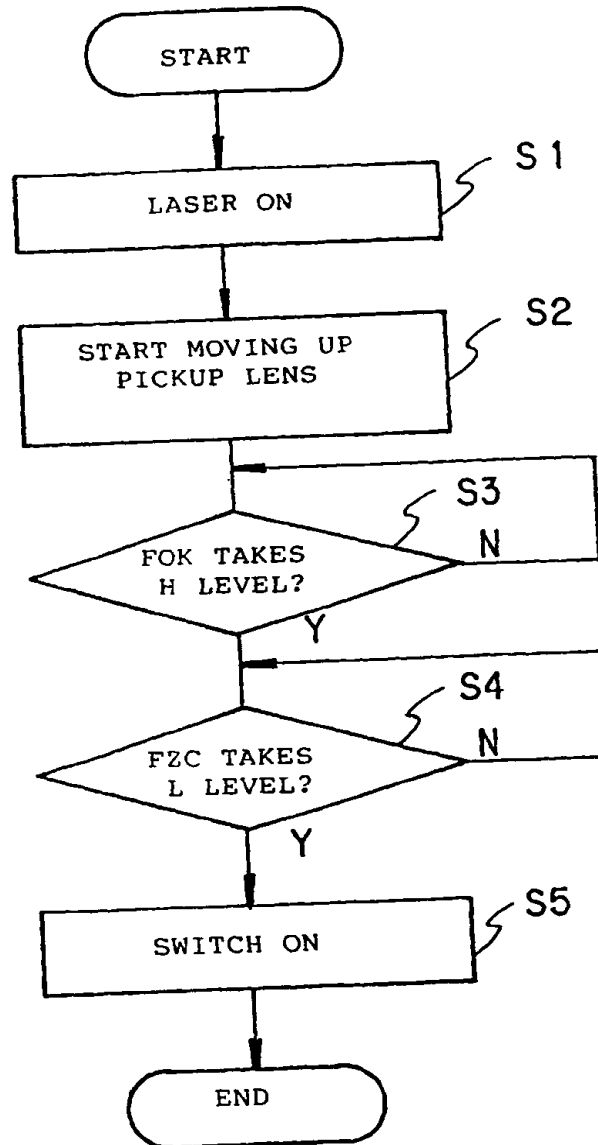 START
S1
LASER ON
S2
START MOVING UP
PICKUP LENS
S3
FOK TAKES
H LEVEL?
N
Y
S4
FZC TAKES
L LEVEL?
N
Y
S5
SWITCH ON
END